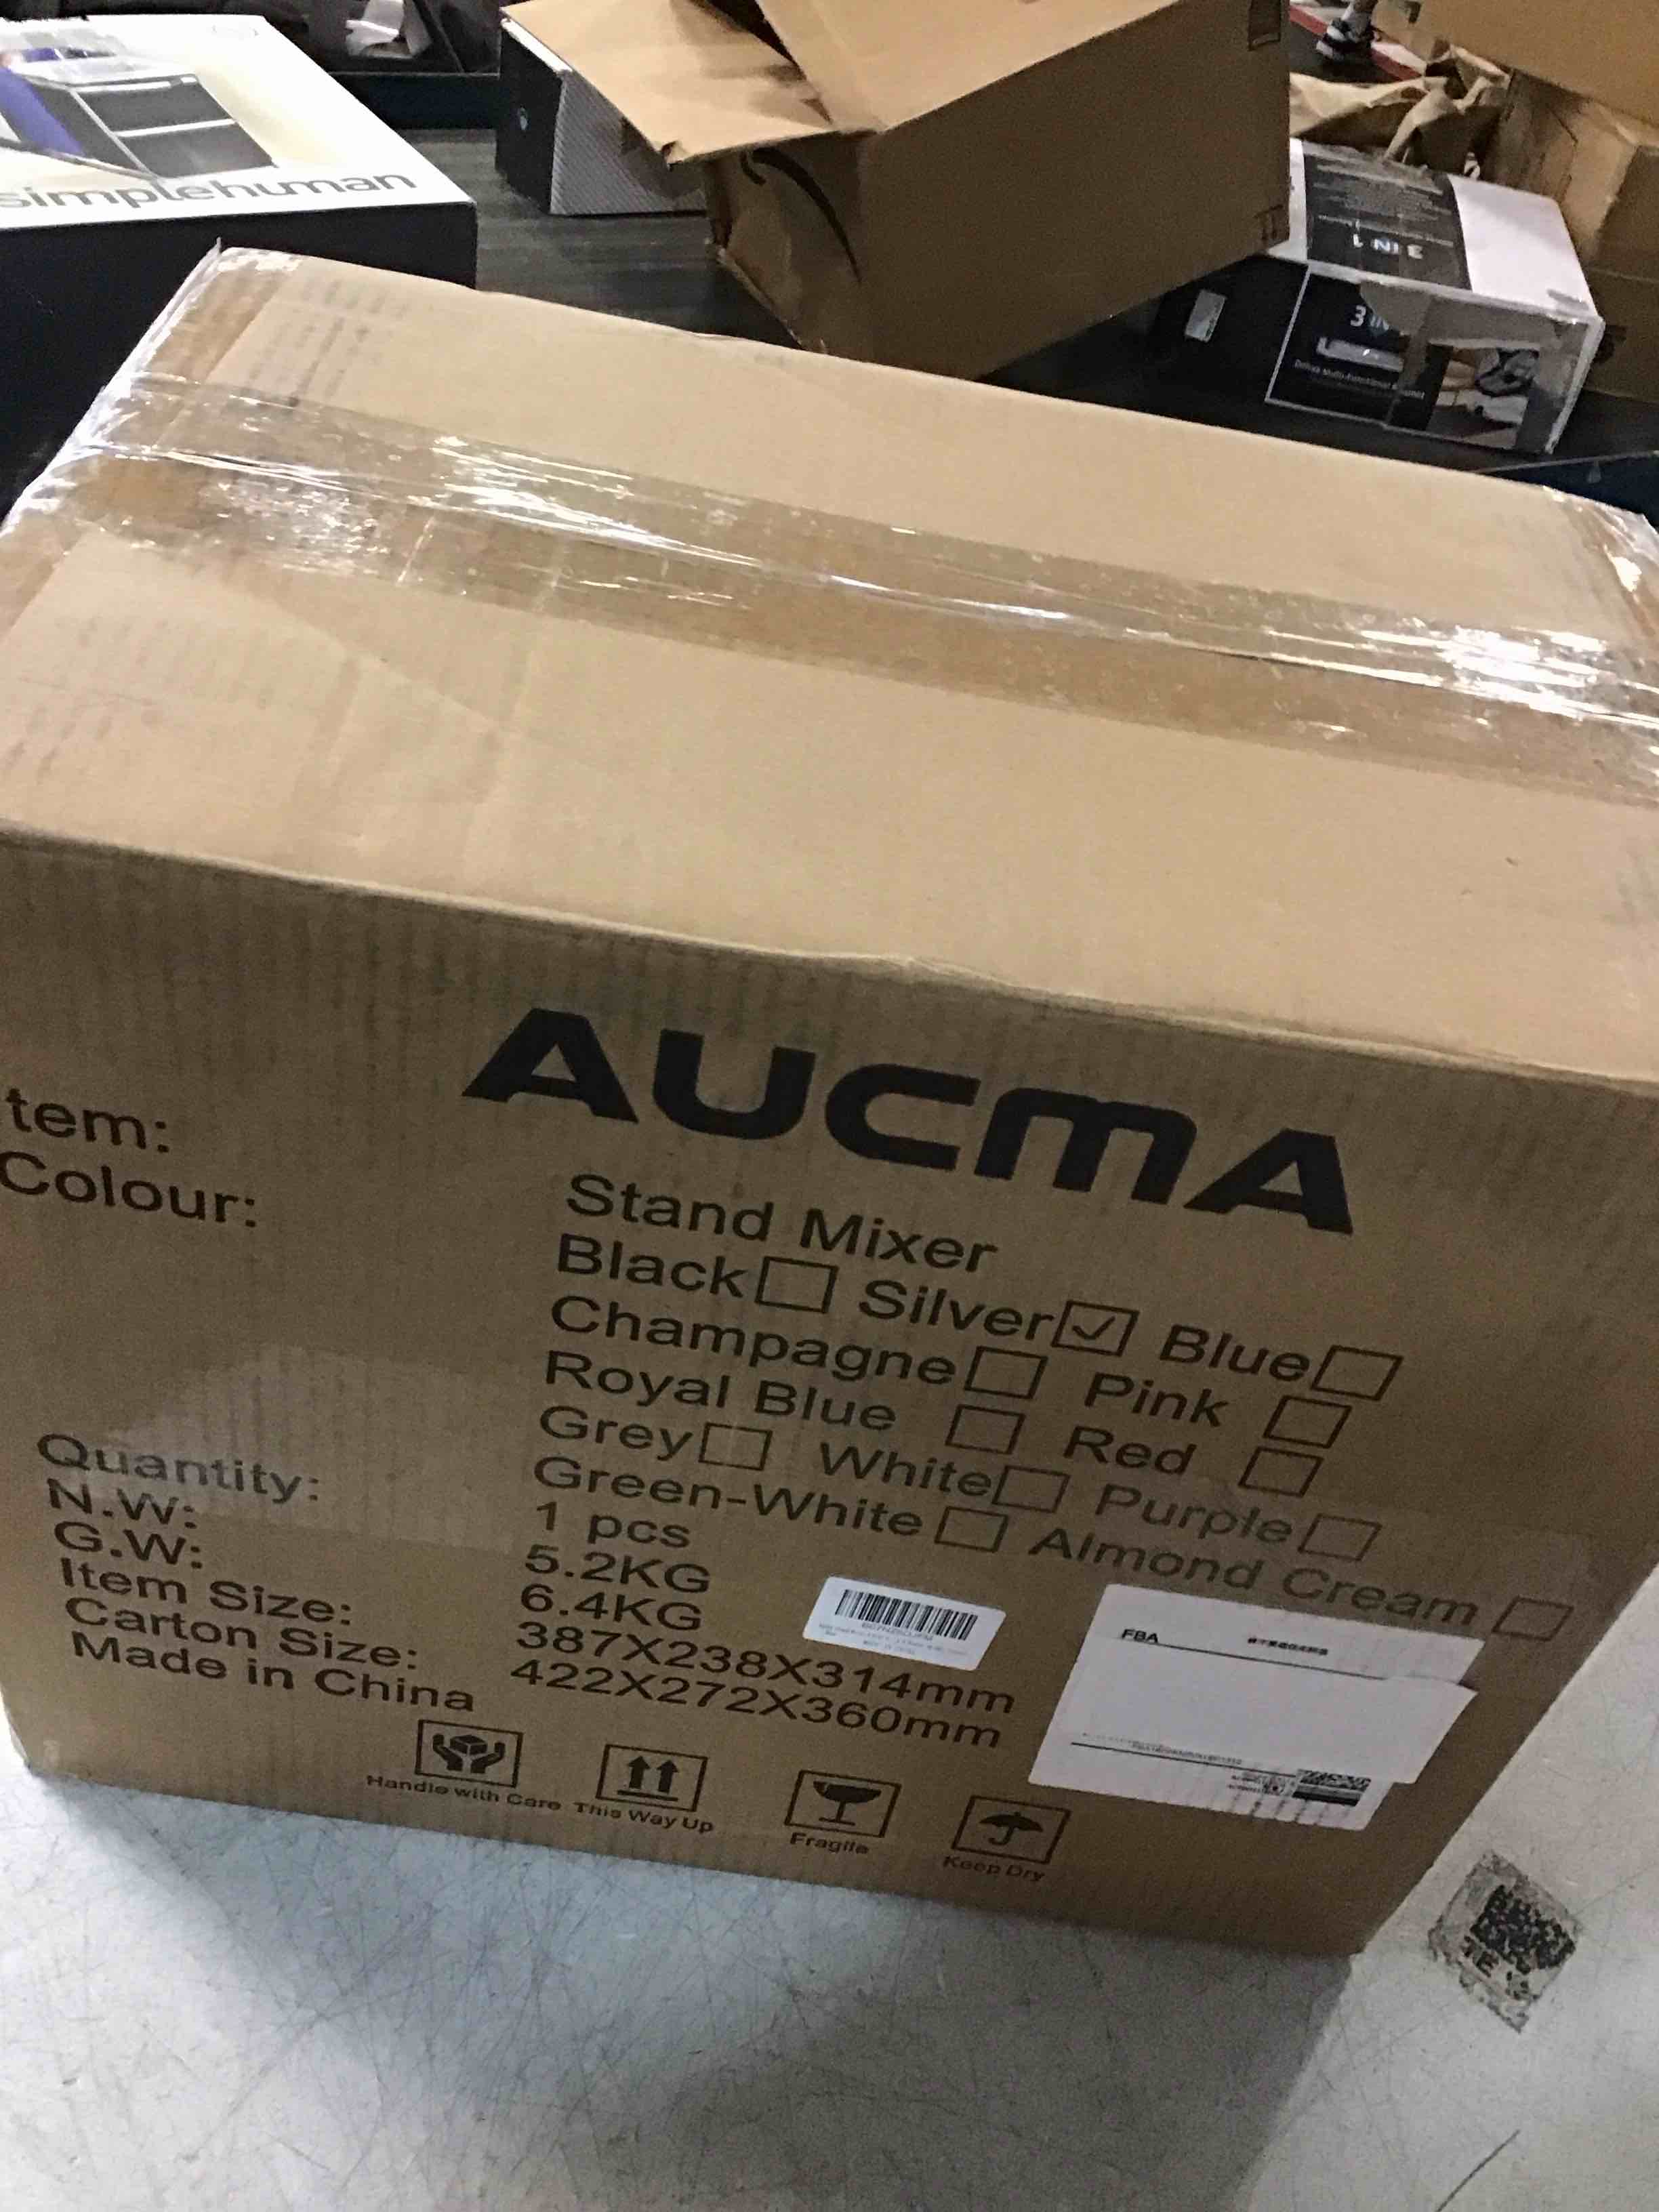 simplehuman
3 IN 1
3 IN
AUCMA
tem:
Stand Mixer
Colour:
Black Silver Blue
Champagne Pink
Royal Blue Red
Grey White Purple
Green-White Almond Cream
Quantity: 1 pcs
N.W: 5.2KG
G.W: 6.4KG
Item Size: 387X238X314mm
Carton Size: 422X272X360mm
Made in China
FBA
Handle with Care
This Way Up
Fragile
Keep Dry